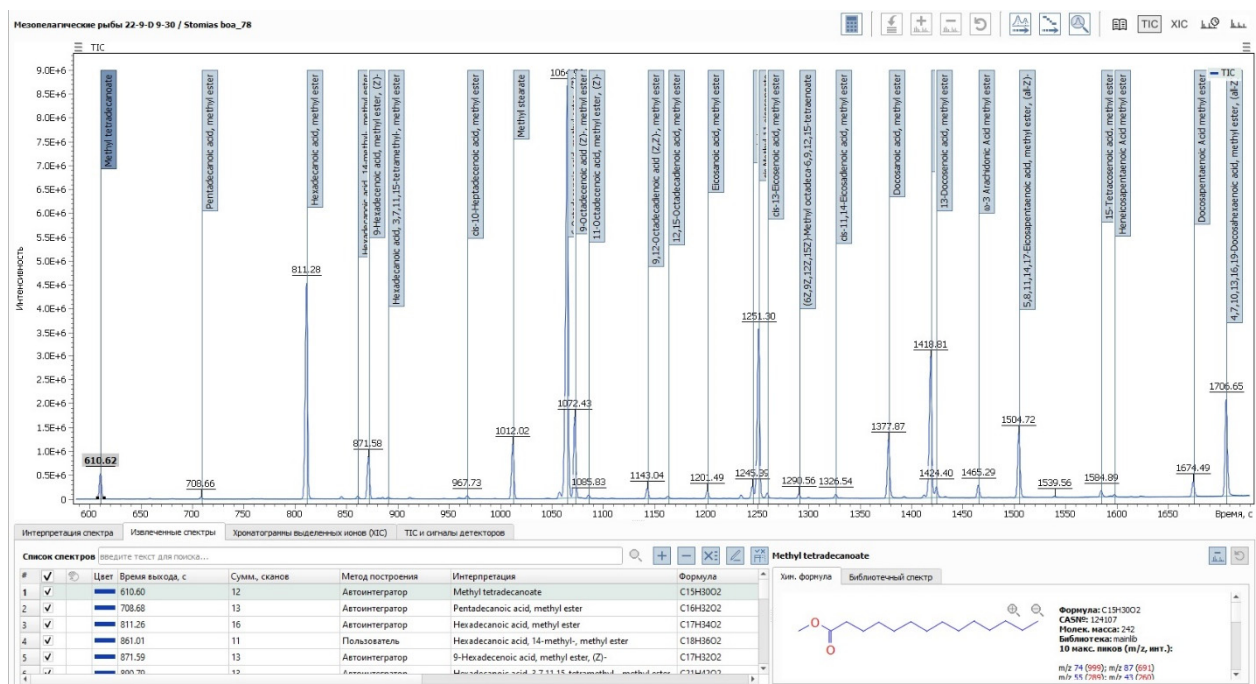 Мезопелагические рыбы 22-9-D 9-30 / Stomias boa_78
TIC XIC
TIC
TIC
Интенсивность
9.0E+6
8.5E+6
8.0E+6
7.5E+6
7.0E+6
6.5E+6
6.0E+6
5.5E+6
5.0E+6
4.5E+6
4.0E+6
3.5E+6
3.0E+6
2.5E+6
2.0E+6
1.5E+6
1.0E+6
0.5E+6
0
Methyl tetradecanoate
Pentadecanoic acid, methyl ester
Hexadecanoic acid, methyl ester
Hexadecanoic acid, 14-methyl-, methyl ester
9-Hexadecenoic acid, methyl ester, (Z)-
Hexadecanoic acid, 3,7,11,15-tetramethyl-, methyl ester
cis-10-Heptadecenoic acid, methyl ester
Methyl stearate
9-Octadecenoic acid (Z)-, methyl ester
11-Octadecenoic acid, methyl ester, (Z)-
9,12-Octadecadienoic acid (Z,Z)-, methyl ester
12,15-Octadecadienoic acid, methyl ester
Eicosanoic acid, methyl ester
cis-13-Eicosenoic acid, methyl ester
(6Z,9Z,12Z,15Z)-Methyl octadeca-6,9,12,15-tetraenoate
cis-11,14-Eicosadienoic acid, methyl ester
Docosanoic acid, methyl ester
13-Docosenoic acid, methyl ester
ω-3 Arachidonic Acid methyl ester
5,8,11,14,17-Eicosapentaenoic acid, methyl ester, (all-Z)-
15-Tetracosenoic acid, methyl ester
Heneicosapentaenoic Acid methyl ester
Docosapentaenoic Acid methyl ester
4,7,10,13,16,19-Docosahexaenoic acid, methyl ester, (all-Z
610.62
708.66
811.28
871.58
967.73
1012.02
1072.43
1085.83
1143.04
1201.49
1245.39
1251.30
1290.56
1326.54
1377.87
1418.81
1424.40
1465.29
1504.72
1539.56
1584.89
1674.49
1706.65
600 650 700 750 800 850 900 950 1000 1050 1100 1150 1200 1250 1300 1350 1400 1450 1500 1550 1600 1650 Время, с
Интерпретация спектра Извлеченные спектры Хроматограммы выделенных ионов (XIC) TIC и сигналы детекторов
Список спектров введите текст для поиска...
# Цвет Время выхода, с Сумм., сканов Метод построения Интерпретация Формула
1 610.60 12 Автоинтегратор Methyl tetradecanoate C15H30O2
2 708.68 13 Автоинтегратор Pentadecanoic acid, methyl ester C16H32O2
3 811.26 16 Автоинтегратор Hexadecanoic acid, methyl ester C17H34O2
4 861.01 11 Пользователь Hexadecanoic acid, 14-methyl-, methyl ester C18H36O2
5 871.59 13 Автоинтегратор 9-Hexadecenoic acid, methyl ester, (Z)- C17H32O2
Methyl tetradecanoate
Хим. формула Библиотечный спектр
O
O
Формула: C15H30O2
CASNº: 124107
Молек. масса: 242
Библиотека: mainlib
10 макс. пиков (m/z, инт.):
m/z 74 (999); m/z 87 (691)
m/z 55 (289); m/z 43 (260)